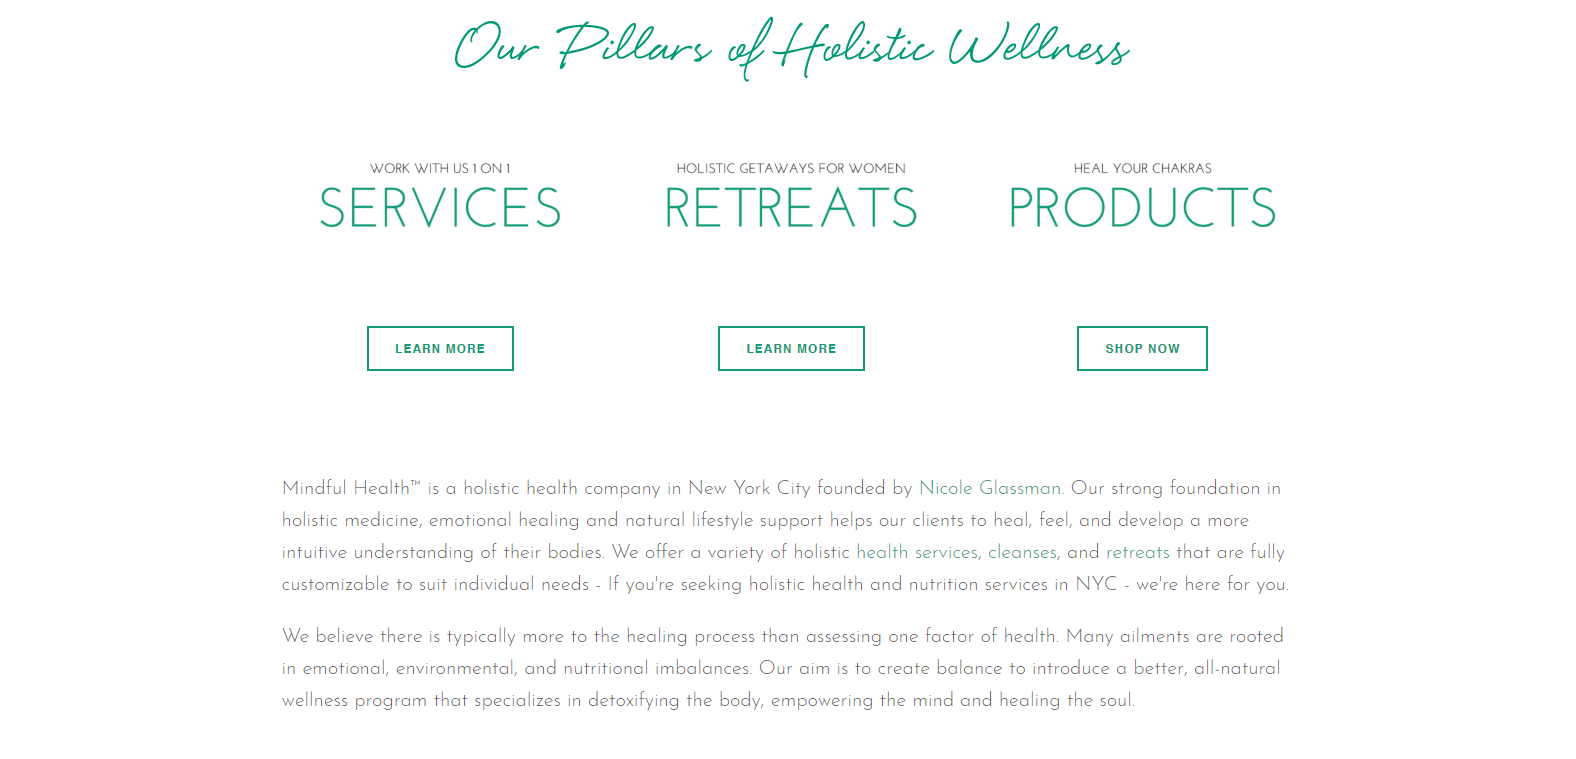 Our Pillars of Holistic Wellness
WORK WITH US 1 ON 1
SERVICES
LEARN MORE
HOLISTIC GETAWAYS FOR WOMEN
RETREATS
LEARN MORE
HEAL YOUR CHAKRAS
PRODUCTS
SHOP NOW
Mindful Health™ is a holistic health company in New York City founded by Nicole Glassman. Our strong foundation in
holistic medicine, emotional healing and natural lifestyle support helps our clients to heal, feel, and develop a more
intuitive understanding of their bodies. We offer a variety of holistic health services, cleanses, and retreats that are fully
customizable to suit individual needs - If you're seeking holistic health and nutrition services in NYC - we're here for you.
We believe there is typically more to the healing process than assessing one factor of health. Many ailments are rooted
in emotional, environmental, and nutritional imbalances. Our aim is to create balance to introduce a better, all-natural
wellness program that specializes in detoxifying the body, empowering the mind and healing the soul.